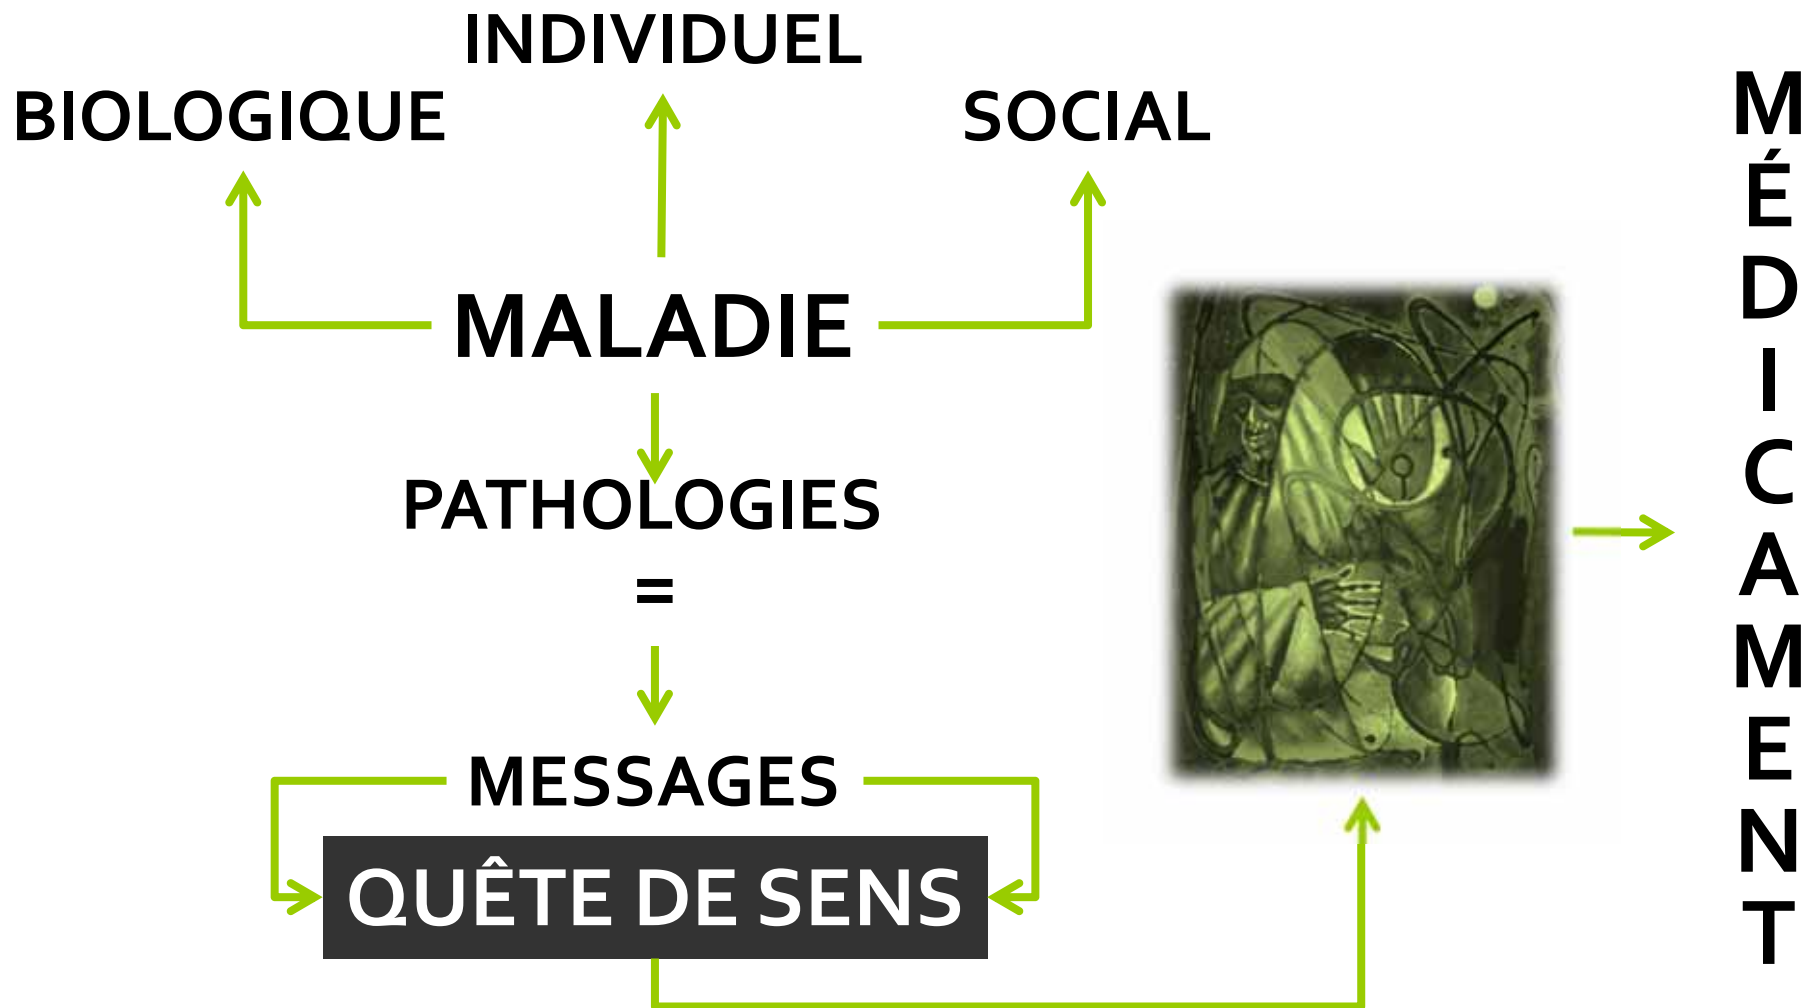 INDIVIDUEL
BIOLOGIQUE
SOCIAL
MALADIE
PATHOLOGIES
=
MESSAGES
QUÊTE DE SENS
MÉDICAMENT